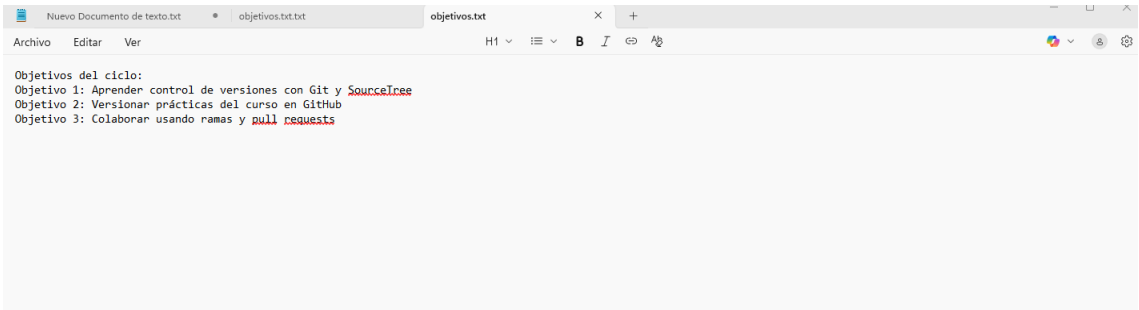 Nuevo Documento de texto.txt objetivos.txt.txt objetivos.txt
Archivo Editar Ver H1 B I
Objetivos del ciclo:
Objetivo 1: Aprender control de versiones con Git y SourceTree
Objetivo 2: Versionar prácticas del curso en GitHub
Objetivo 3: Colaborar usando ramas y pull requests